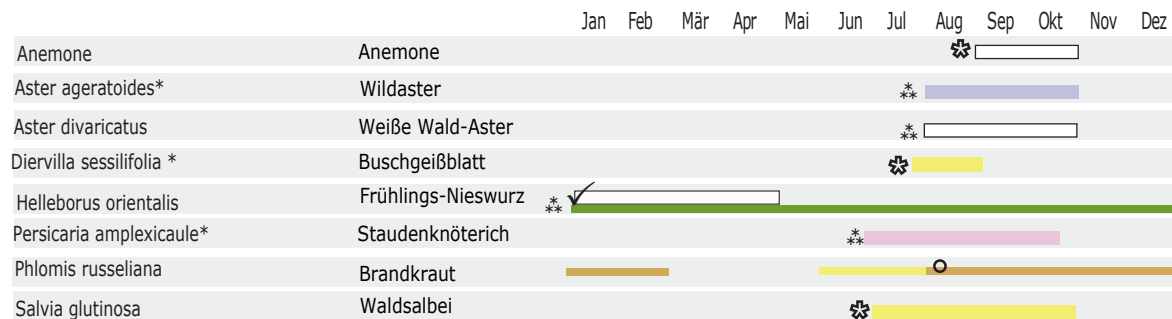 Jan Feb Mär Apr Mai Jun Jul Aug Sep Okt Nov Dez
Anemone Anemone
Aster ageratoides* Wildaster
Aster divaricatus Weiße Wald-Aster
Diervilla sessilifolia * Buschgeißblatt
Helleborus orientalis Frühlings-Nieswurz
Persicaria amplexicaule* Staudenknöterich
Phlomis russeliana Brandkraut
Salvia glutinosa Waldsalbei